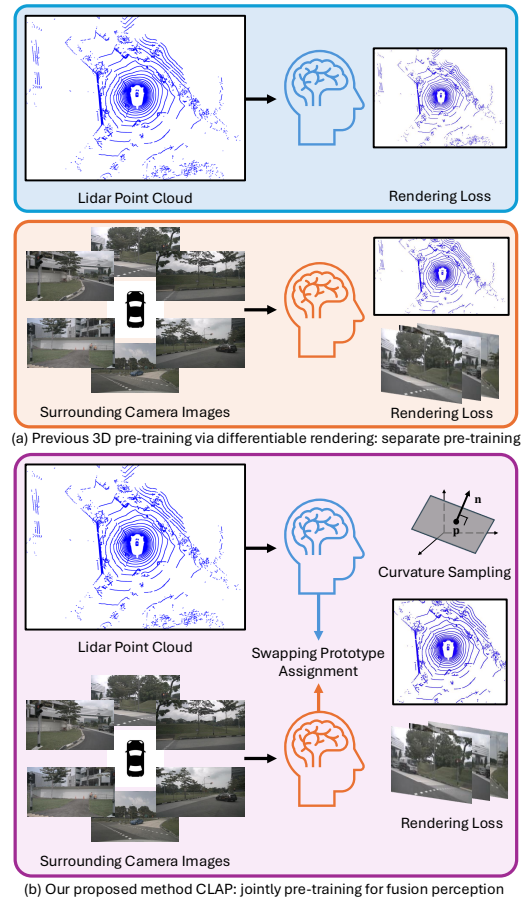 Lidar Point Cloud
Rendering Loss
Surrounding Camera Images
Rendering Loss
(a) Previous 3D pre-training via differentiable rendering: separate pre-training
n
p
Curvature Sampling
Lidar Point Cloud
Swapping Prototype
Assignment
Rendering Loss
Surrounding Camera Images
(b) Our proposed method CLAP: jointly pre-training for fusion perception